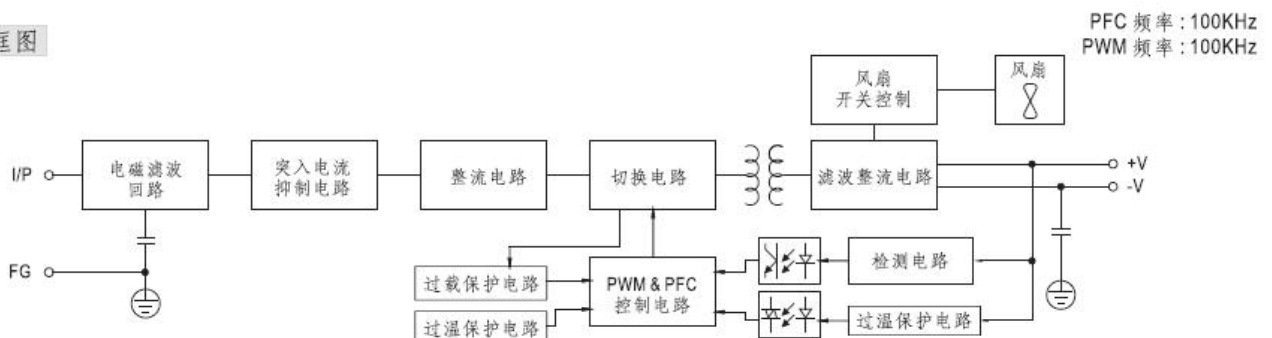 框图
PFC 频率 : 100KHz
PWM 频率 : 100KHz
风扇
开关控制
风扇
I/P
电磁滤波
回路
突入电流
抑制电路
整流电路
切换电路
滤波整流电路
+V
-V
FG
过载保护电路
PWM & PFC
控制电路
检测电路
过温保护电路
过温保护电路